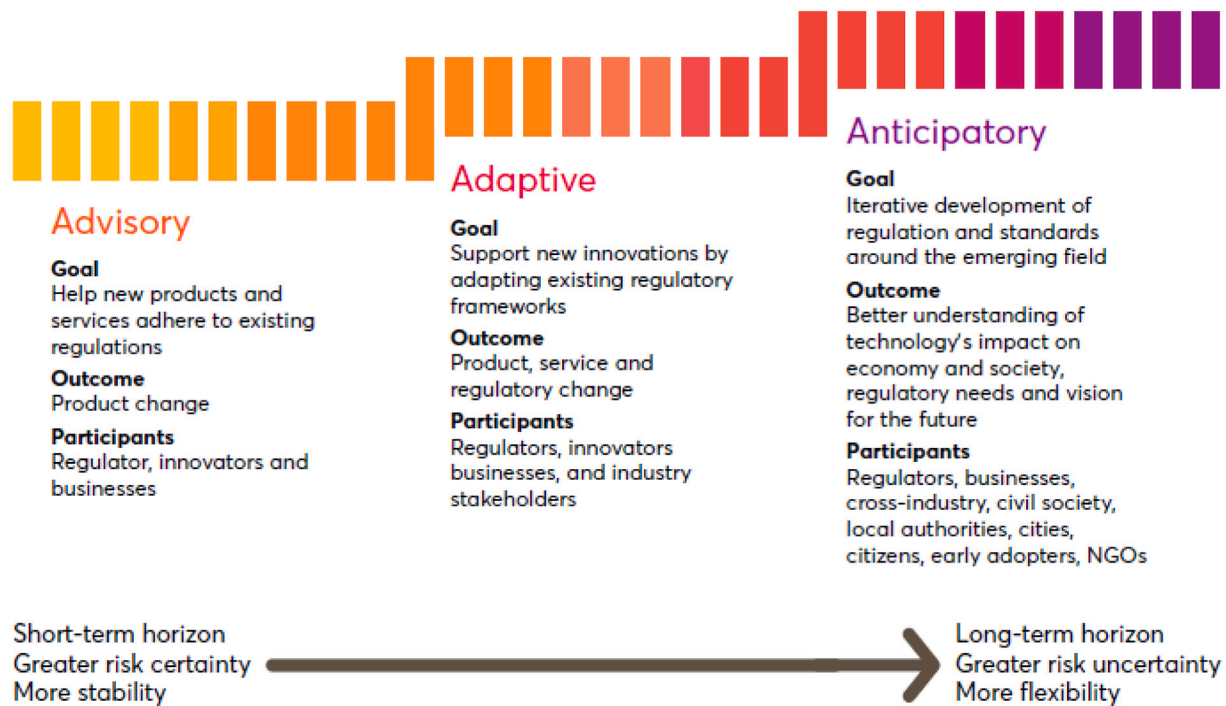 Advisory
Goal
Help new products and
services adhere to existing
regulations
Outcome
Product change
Participants
Regulator, innovators and
businesses
Adaptive
Goal
Support new innovations by
adapting existing regulatory
frameworks
Outcome
Product, service and
regulatory change
Participants
Regulators, innovators
businesses, and industry
stakeholders
Anticipatory
Goal
Iterative development of
regulation and standards
around the emerging field
Outcome
Better understanding of
technology's impact on
economy and society,
regulatory needs and vision
for the future
Participants
Regulators, businesses,
cross-industry, civil society,
local authorities, cities,
citizens, early adopters, NGOs
Short-term horizon
Greater risk certainty
More stability
Long-term horizon
Greater risk uncertainty
More flexibility